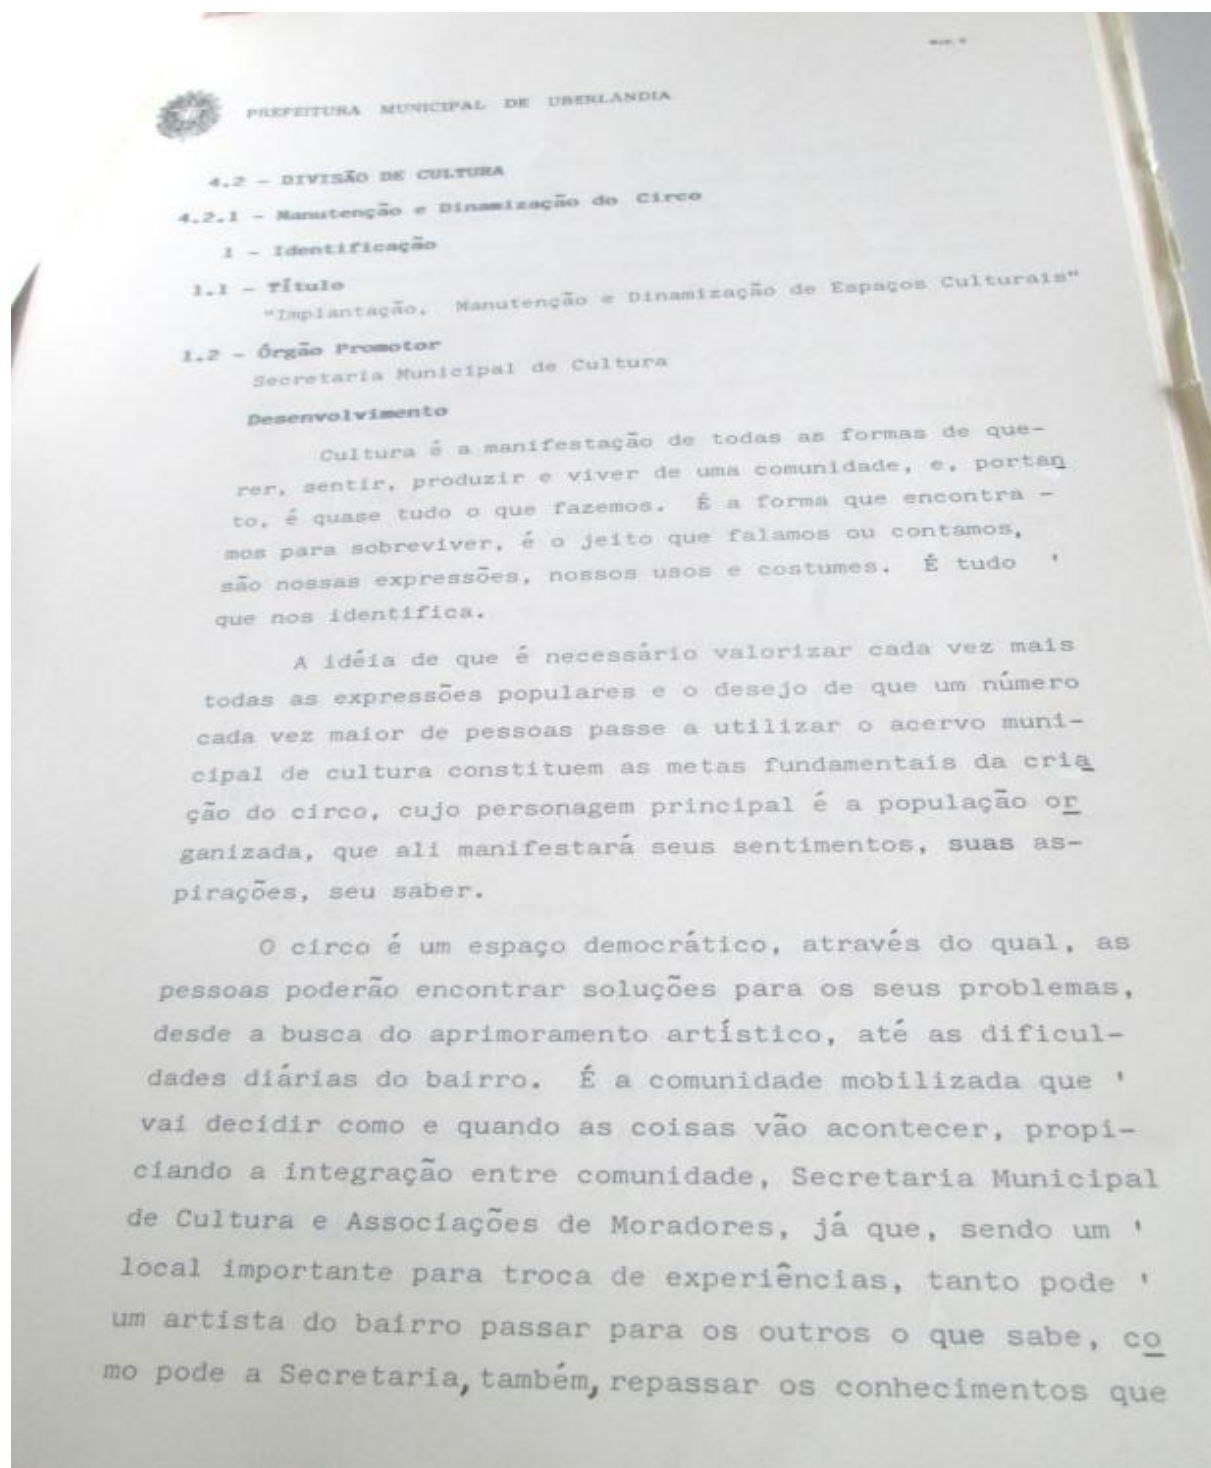 PREFEITURA MUNICIPAL DE UBERLÂNDIA
4.2 - DIVISÃO DE CULTURA
4.2.1 - Manutenção e Dinamização do Circo
1 - Identificação
1.1 - Título
"Implantação, Manutenção e Dinamização de Espaços Culturais"
1.2 - Órgão Promotor
Secretaria Municipal de Cultura
Desenvolvimento
Cultura é a manifestação de todas as formas de que-
rer, sentir, produzir e viver de uma comunidade, e, portan
to, é quase tudo o que fazemos. É a forma que encontra -
mos para sobreviver, é o jeito que falamos ou contamos,
são nossas expressões, nossos usos e costumes. É tudo '
que nos identifica.
A idéia de que é necessário valorizar cada vez mais
todas as expressões populares e o desejo de que um número
cada vez maior de pessoas passe a utilizar o acervo muni-
cipal de cultura constituem as metas fundamentais da cria
ção do circo, cujo personagem principal é a população or
ganizada, que ali manifestará seus sentimentos, suas as-
pirações, seu saber.
O circo é um espaço democrático, através do qual, as
pessoas poderão encontrar soluções para os seus problemas,
desde a busca do aprimoramento artístico, até as dificul-
dades diárias do bairro. É a comunidade mobilizada que '
vai decidir como e quando as coisas vão acontecer, propi-
ciando a integração entre comunidade, Secretaria Municipal
de Cultura e Associações de Moradores, já que, sendo um '
local importante para troca de experiências, tanto pode '
um artista do bairro passar para os outros o que sabe, co
mo pode a Secretaria, também, repassar os conhecimentos que